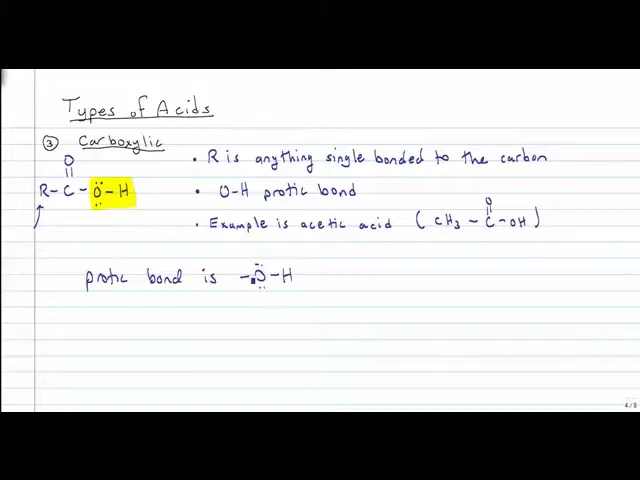 Types of Acids
③ Carboxylic
O
R - C - O - H
• R is anything single bonded to the carbon
• O-H protic bond
• Example is acetic acid ( CH₃ - C - OH )
O
protic bond is - O - H
4/8